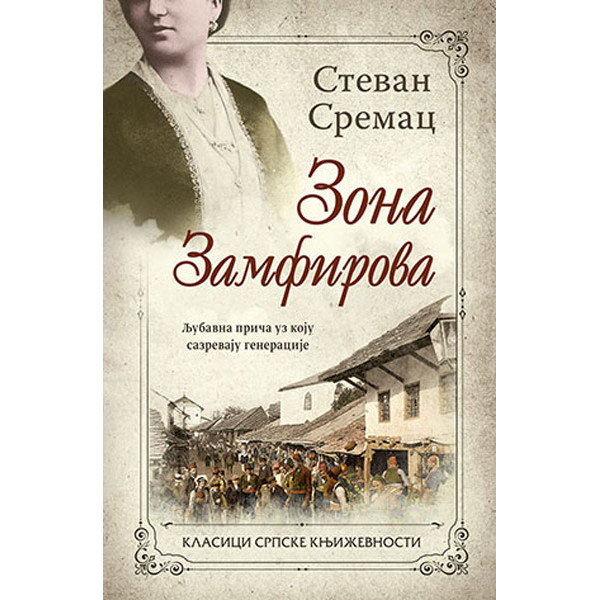 Стеван
Сремац
Зона
Замфирова
Љубавна прича уз коју
сазревају генерације
КЛАСИЦИ СРПСКЕ КЊИЖЕВНОСТИ